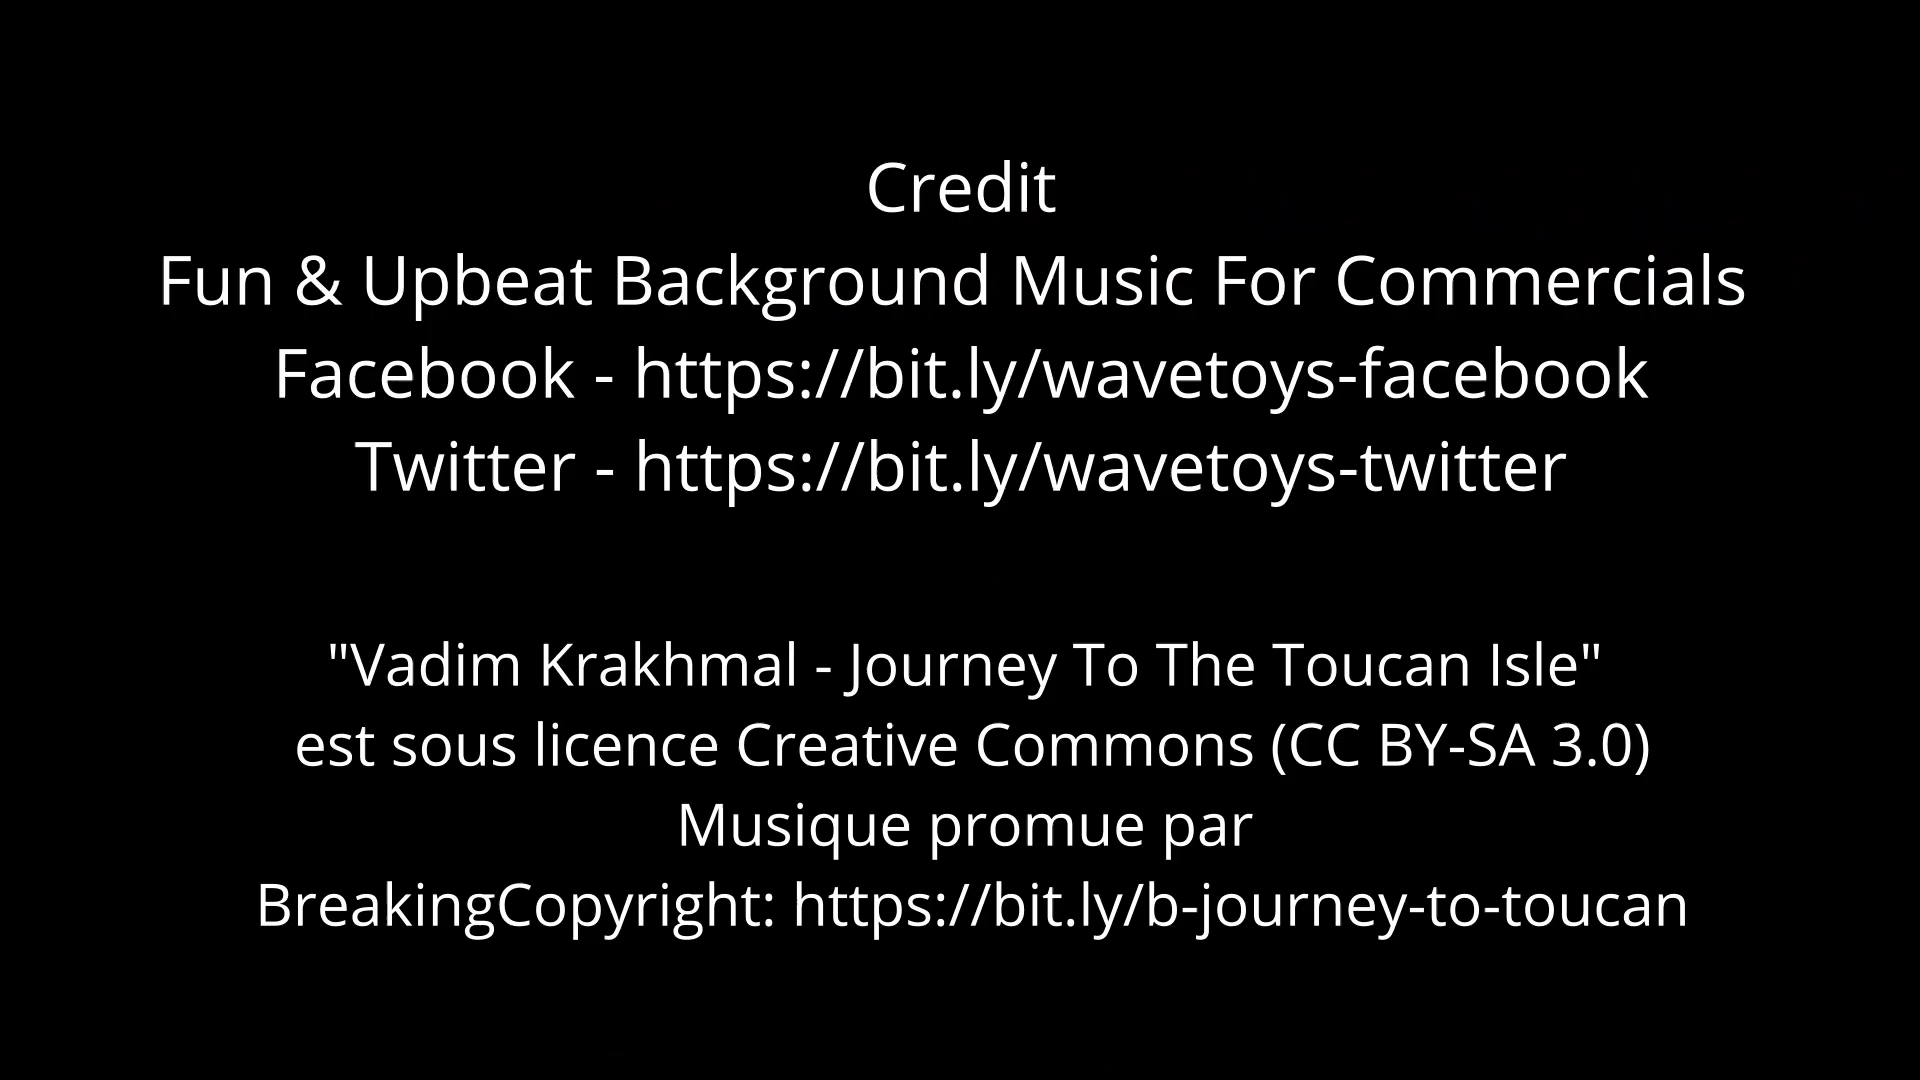 Credit
Fun & Upbeat Background Music For Commercials
Facebook - https://bit.ly/wavetoys-facebook
Twitter - https://bit.ly/wavetoys-twitter
"Vadim Krakhmal - Journey To The Toucan Isle"
est sous licence Creative Commons (CC BY-SA 3.0)
Musique promue par
BreakingCopyright: https://bit.ly/b-journey-to-toucan